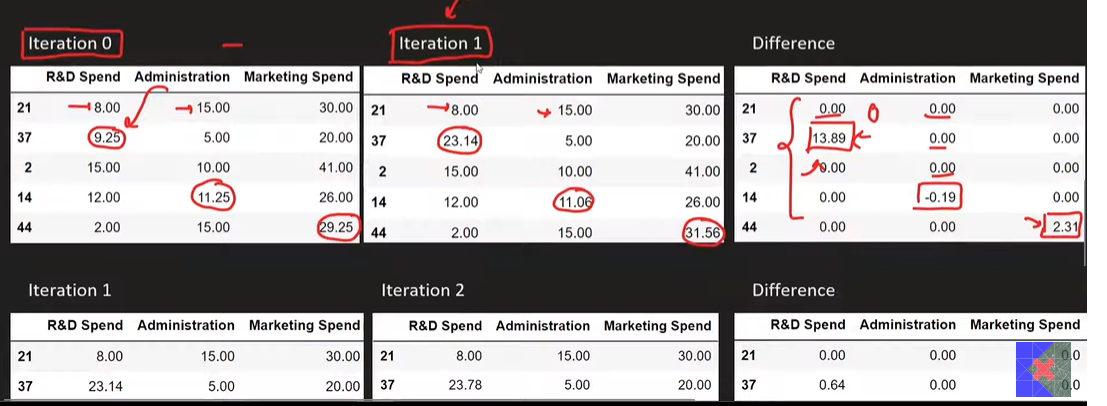 Iteration 0
Iteration 1
Difference
R&D Spend Administration Marketing Spend
R&D Spend Administration Marketing Spend
R&D Spend Administration Marketing Spend
21 8.00 15.00 30.00
21 8.00 15.00 30.00
21 0.00 0.00 0.00
0
37 9.25 5.00 20.00
37 23.14 5.00 20.00
37 13.89 0.00 0.00
2 15.00 10.00 41.00
2 15.00 10.00 41.00
2 0.00 0.00 0.00
14 12.00 11.25 26.00
14 12.00 11.06 26.00
14 0.00 -0.19 0.00
44 2.00 15.00 29.25
44 2.00 15.00 31.56
44 0.00 0.00 2.31
Iteration 1
Iteration 2
Difference
R&D Spend Administration Marketing Spend
R&D Spend Administration Marketing Spend
R&D Spend Administration Marketing Spend
21 8.00 15.00 30.00
21 8.00 15.00 30.00
21 0.00 0.00
37 23.14 5.00 20.00
37 23.78 5.00 20.00
37 0.64 0.00